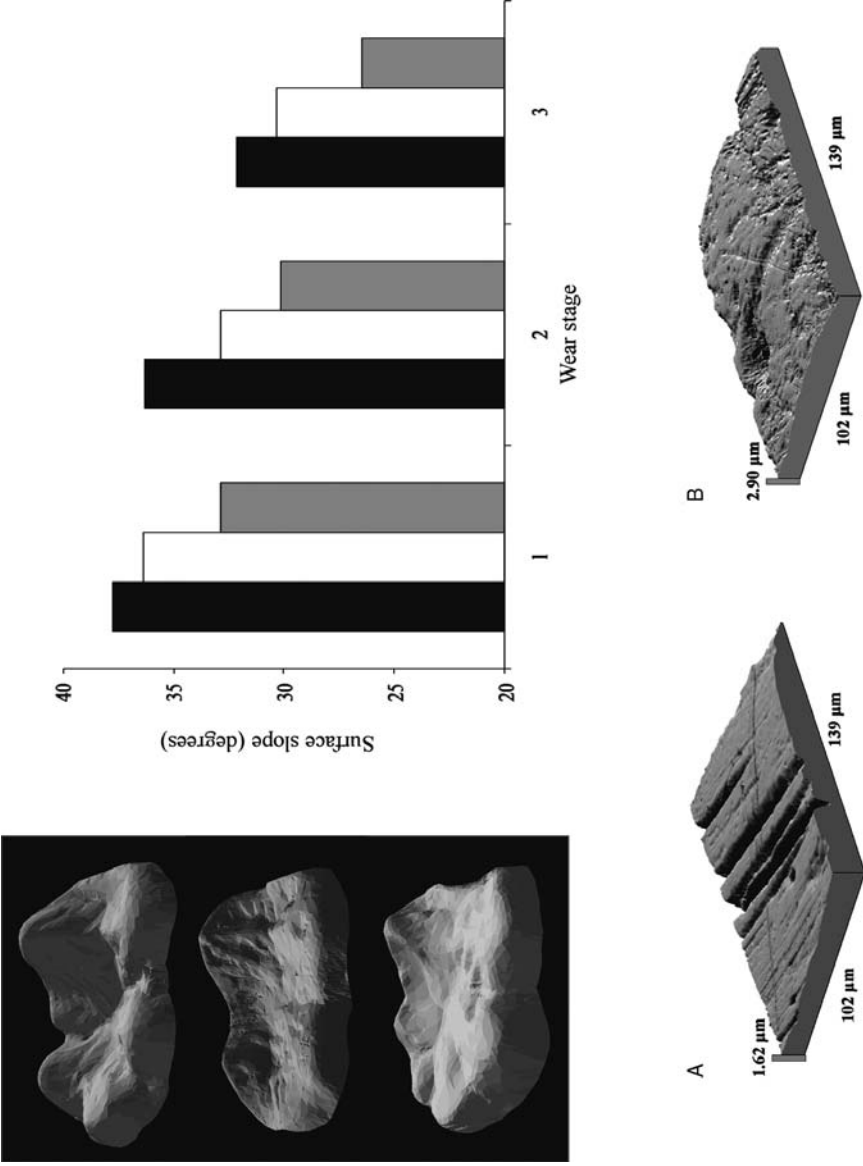 40
35
30
25
20
Surface slope (degrees)
1
2
3
Wear stage
A
1.62 µm
102 µm
139 µm
B
2.90 µm
102 µm
139 µm